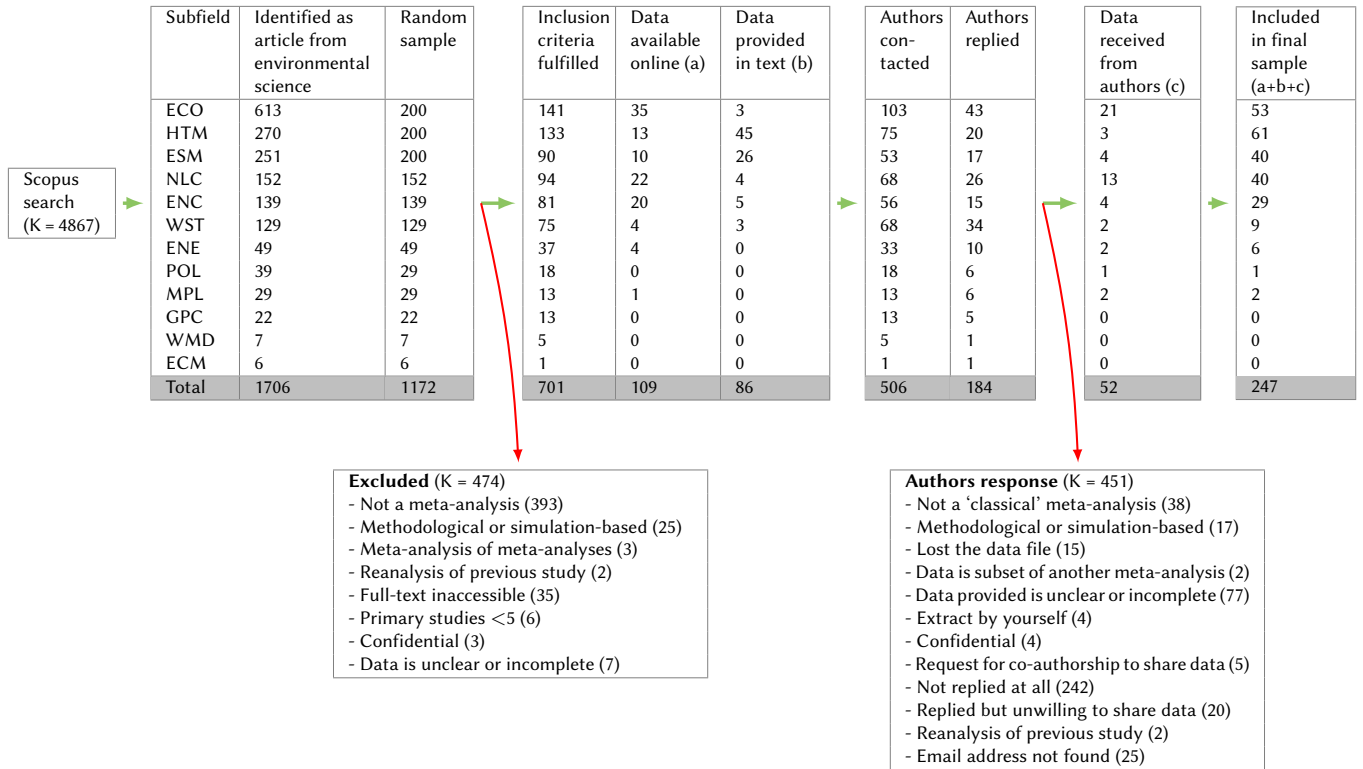 Scopus
search
(K = 4867)
Subfield Identified as article from environmental science Random sample Inclusion criteria fulfilled Data available online (a) Data provided in text (b) Authors con-tacted Authors replied Data received from authors (c) Included in final sample (a+b+c)
ECO 613 200 141 35 3 103 43 21 53
HTM 270 200 133 13 45 75 20 3 61
ESM 251 200 90 10 26 53 17 4 40
NLC 152 152 94 22 4 68 26 13 40
ENC 139 139 81 20 5 56 15 4 29
WST 129 129 75 4 3 68 34 2 9
ENE 49 49 37 4 0 33 10 2 6
POL 39 29 18 0 0 18 6 1 1
MPL 29 29 13 1 0 13 6 2 2
GPC 22 22 13 0 0 13 5 0 0
WMD 7 7 5 0 0 5 1 0 0
ECM 6 6 1 0 0 1 1 0 0
Total 1706 1172 701 109 86 506 184 52 247
Excluded (K = 474)
- Not a meta-analysis (393)
- Methodological or simulation-based (25)
- Meta-analysis of meta-analyses (3)
- Reanalysis of previous study (2)
- Full-text inaccessible (35)
- Primary studies <5 (6)
- Confidential (3)
- Data is unclear or incomplete (7)
Authors response (K = 451)
- Not a ‘classical’ meta-analysis (38)
- Methodological or simulation-based (17)
- Lost the data file (15)
- Data is subset of another meta-analysis (2)
- Data provided is unclear or incomplete (77)
- Extract by yourself (4)
- Confidential (4)
- Request for co-authorship to share data (5)
- Not replied at all (242)
- Replied but unwilling to share data (20)
- Reanalysis of previous study (2)
- Email address not found (25)